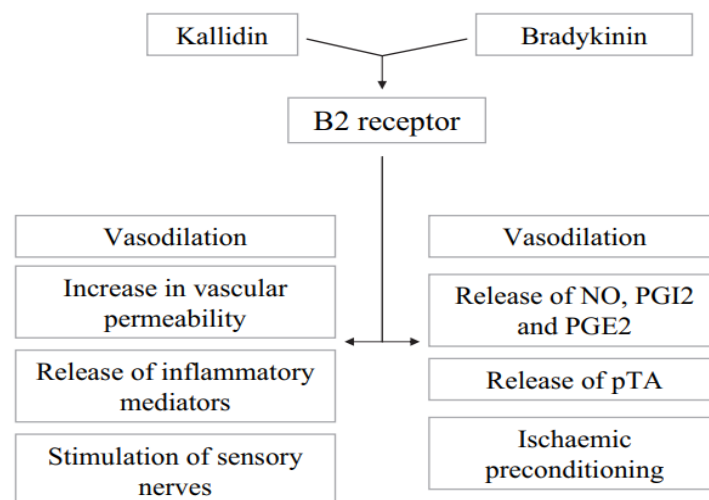 Kallidin
Bradykinin
B2 receptor
Vasodilation
Increase in vascular
permeability
Release of inflammatory
mediators
Stimulation of sensory
nerves
Vasodilation
Release of NO, PGI2
and PGE2
Release of pTA
Ischaemic
preconditioning